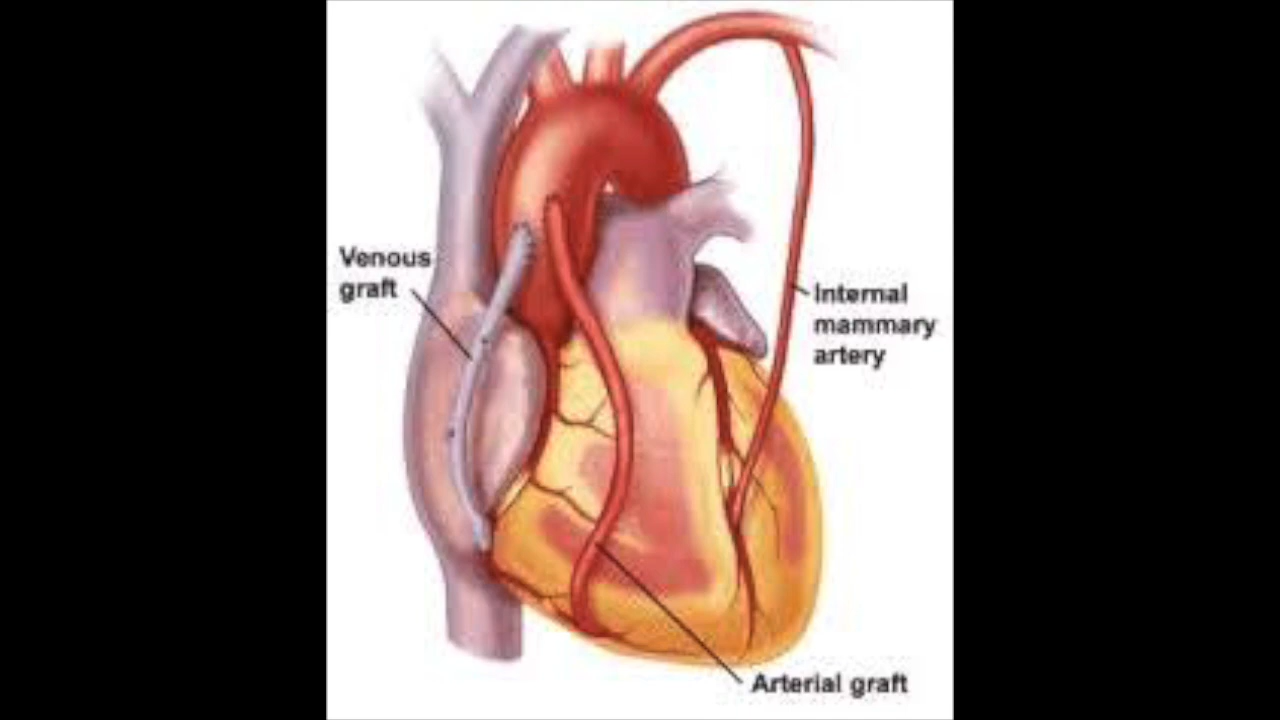 Venous
graft
Internal
mammary
artery
Arterial graft